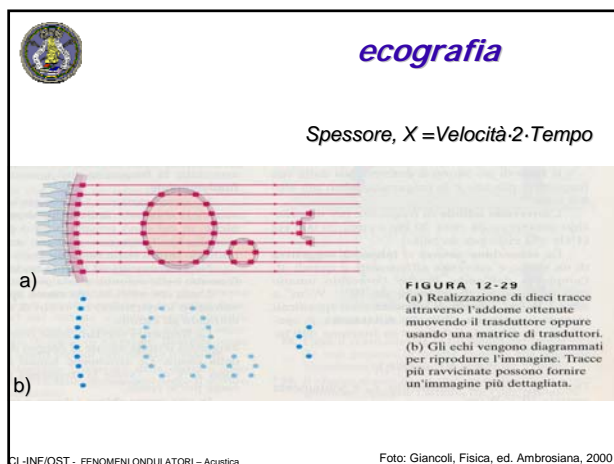 ecografia
Spessore, X =Velocità·2·Tempo
a)
b)
FIGURA 12-29
(a) Realizzazione di dieci tracce
attraverso l'addome ottenute
muovendo il trasduttore oppure
usando una matrice di trasduttori.
(b) Gli echi vengono diagrammati
per riprodurre l'immagine. Tracce
più ravvicinate possono fornire
un'immagine più dettagliata.
CL-INF/OST - FENOMENI ONDULATORI – Acustica
Foto: Giancoli, Fisica, ed. Ambrosiana, 2000